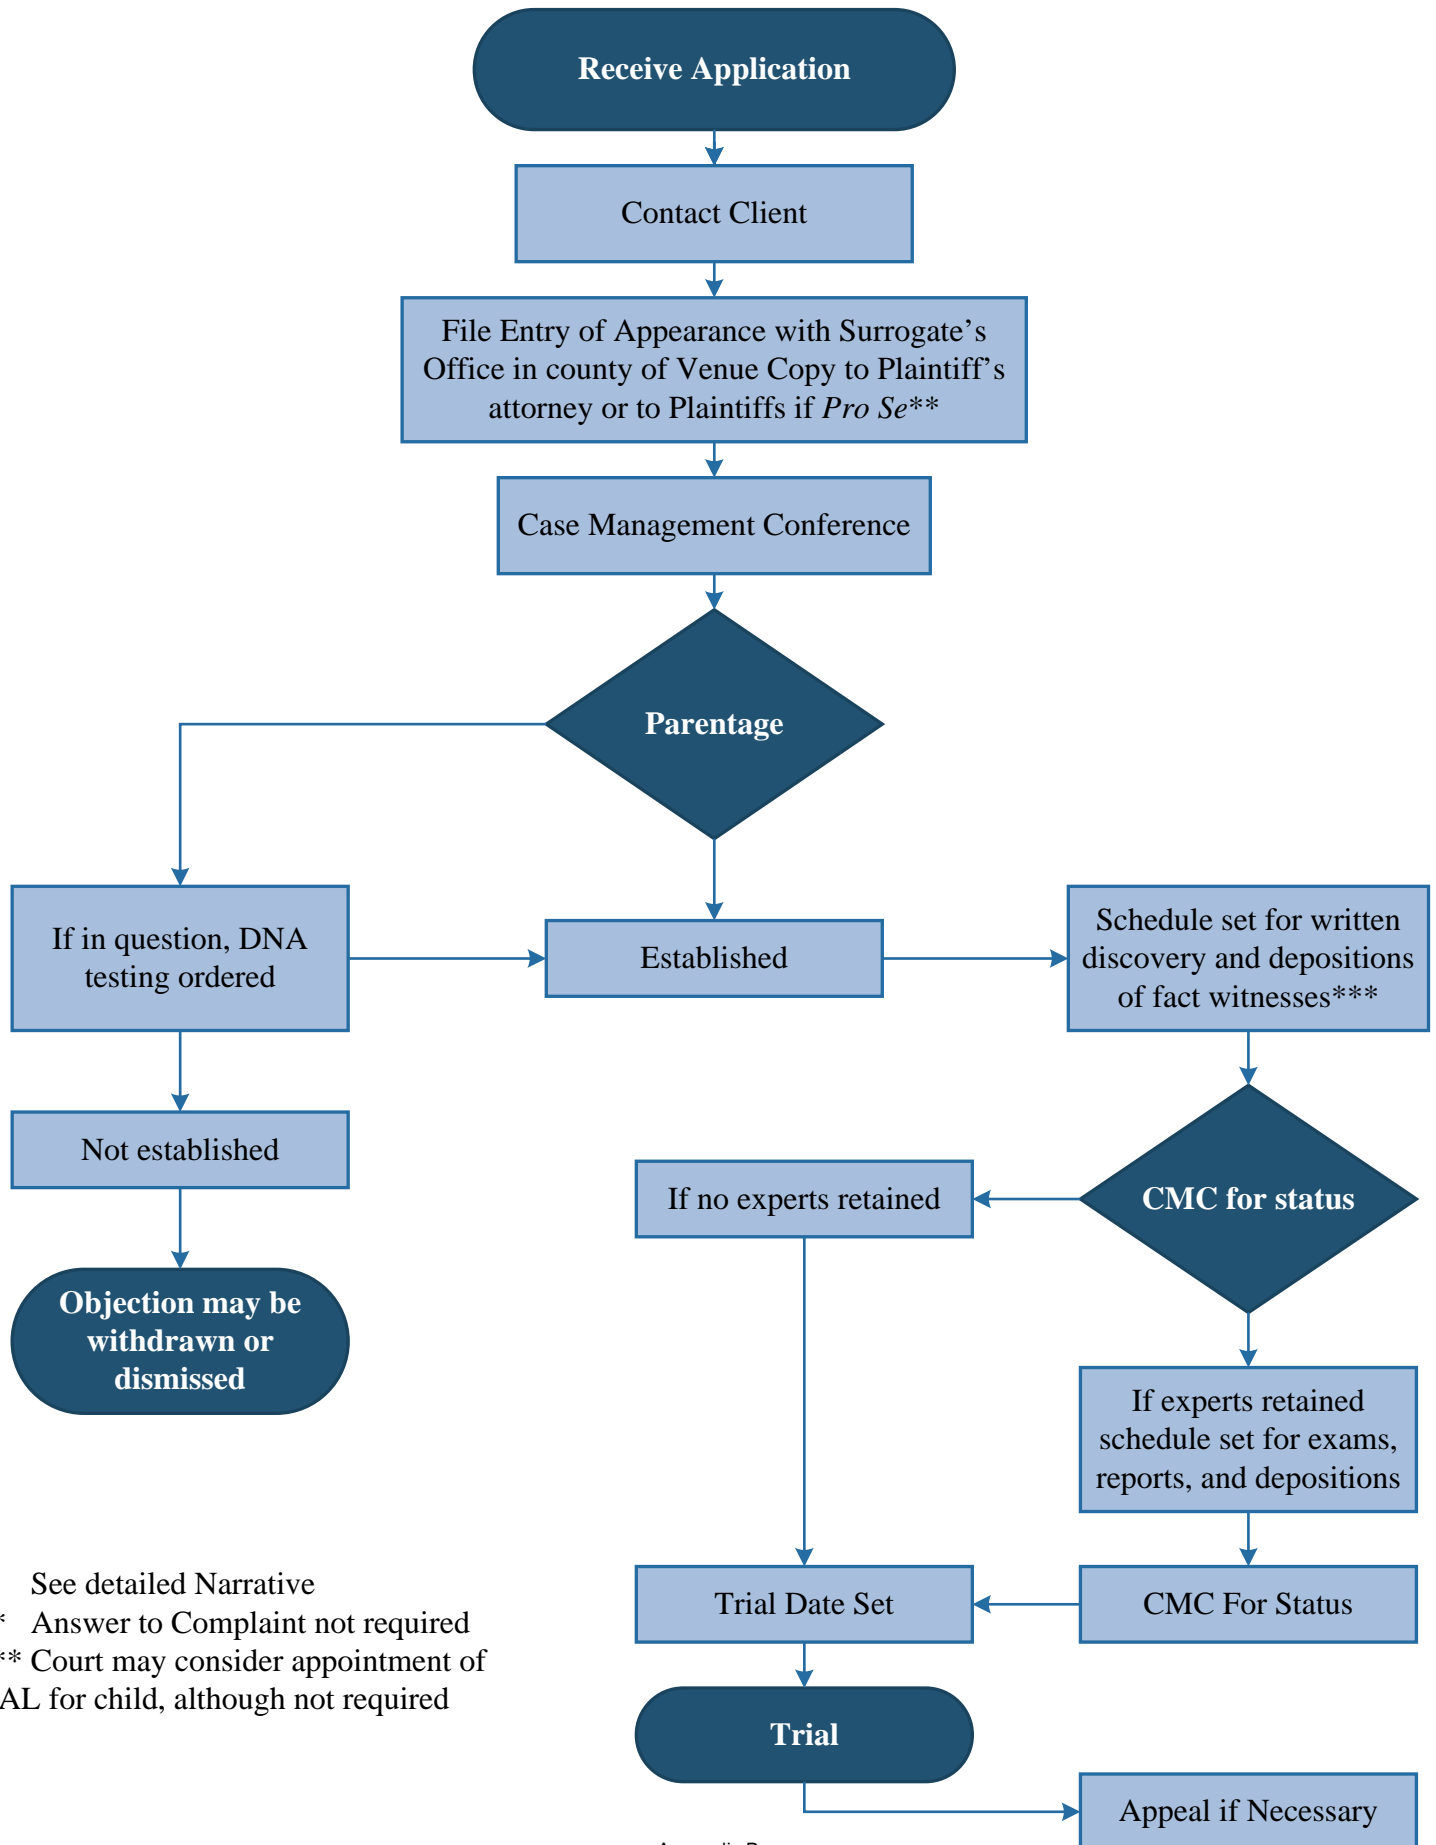 Receive Application
Contact Client
File Entry of Appearance with Surrogate’s
Office in county of Venue Copy to Plaintiff’s
attorney or to Plaintiffs if Pro Se**
Case Management Conference
Parentage
If in question, DNA
testing ordered
Established
Schedule set for written
discovery and depositions
of fact witnesses***
Not established
If no experts retained
CMC for status
Objection may be
withdrawn or
dismissed
If experts retained
schedule set for exams,
reports, and depositions
See detailed Narrative
* Answer to Complaint not required
** Court may consider appointment of
AL for child, although not required
Trial Date Set
CMC For Status
Trial
Appeal if Necessary